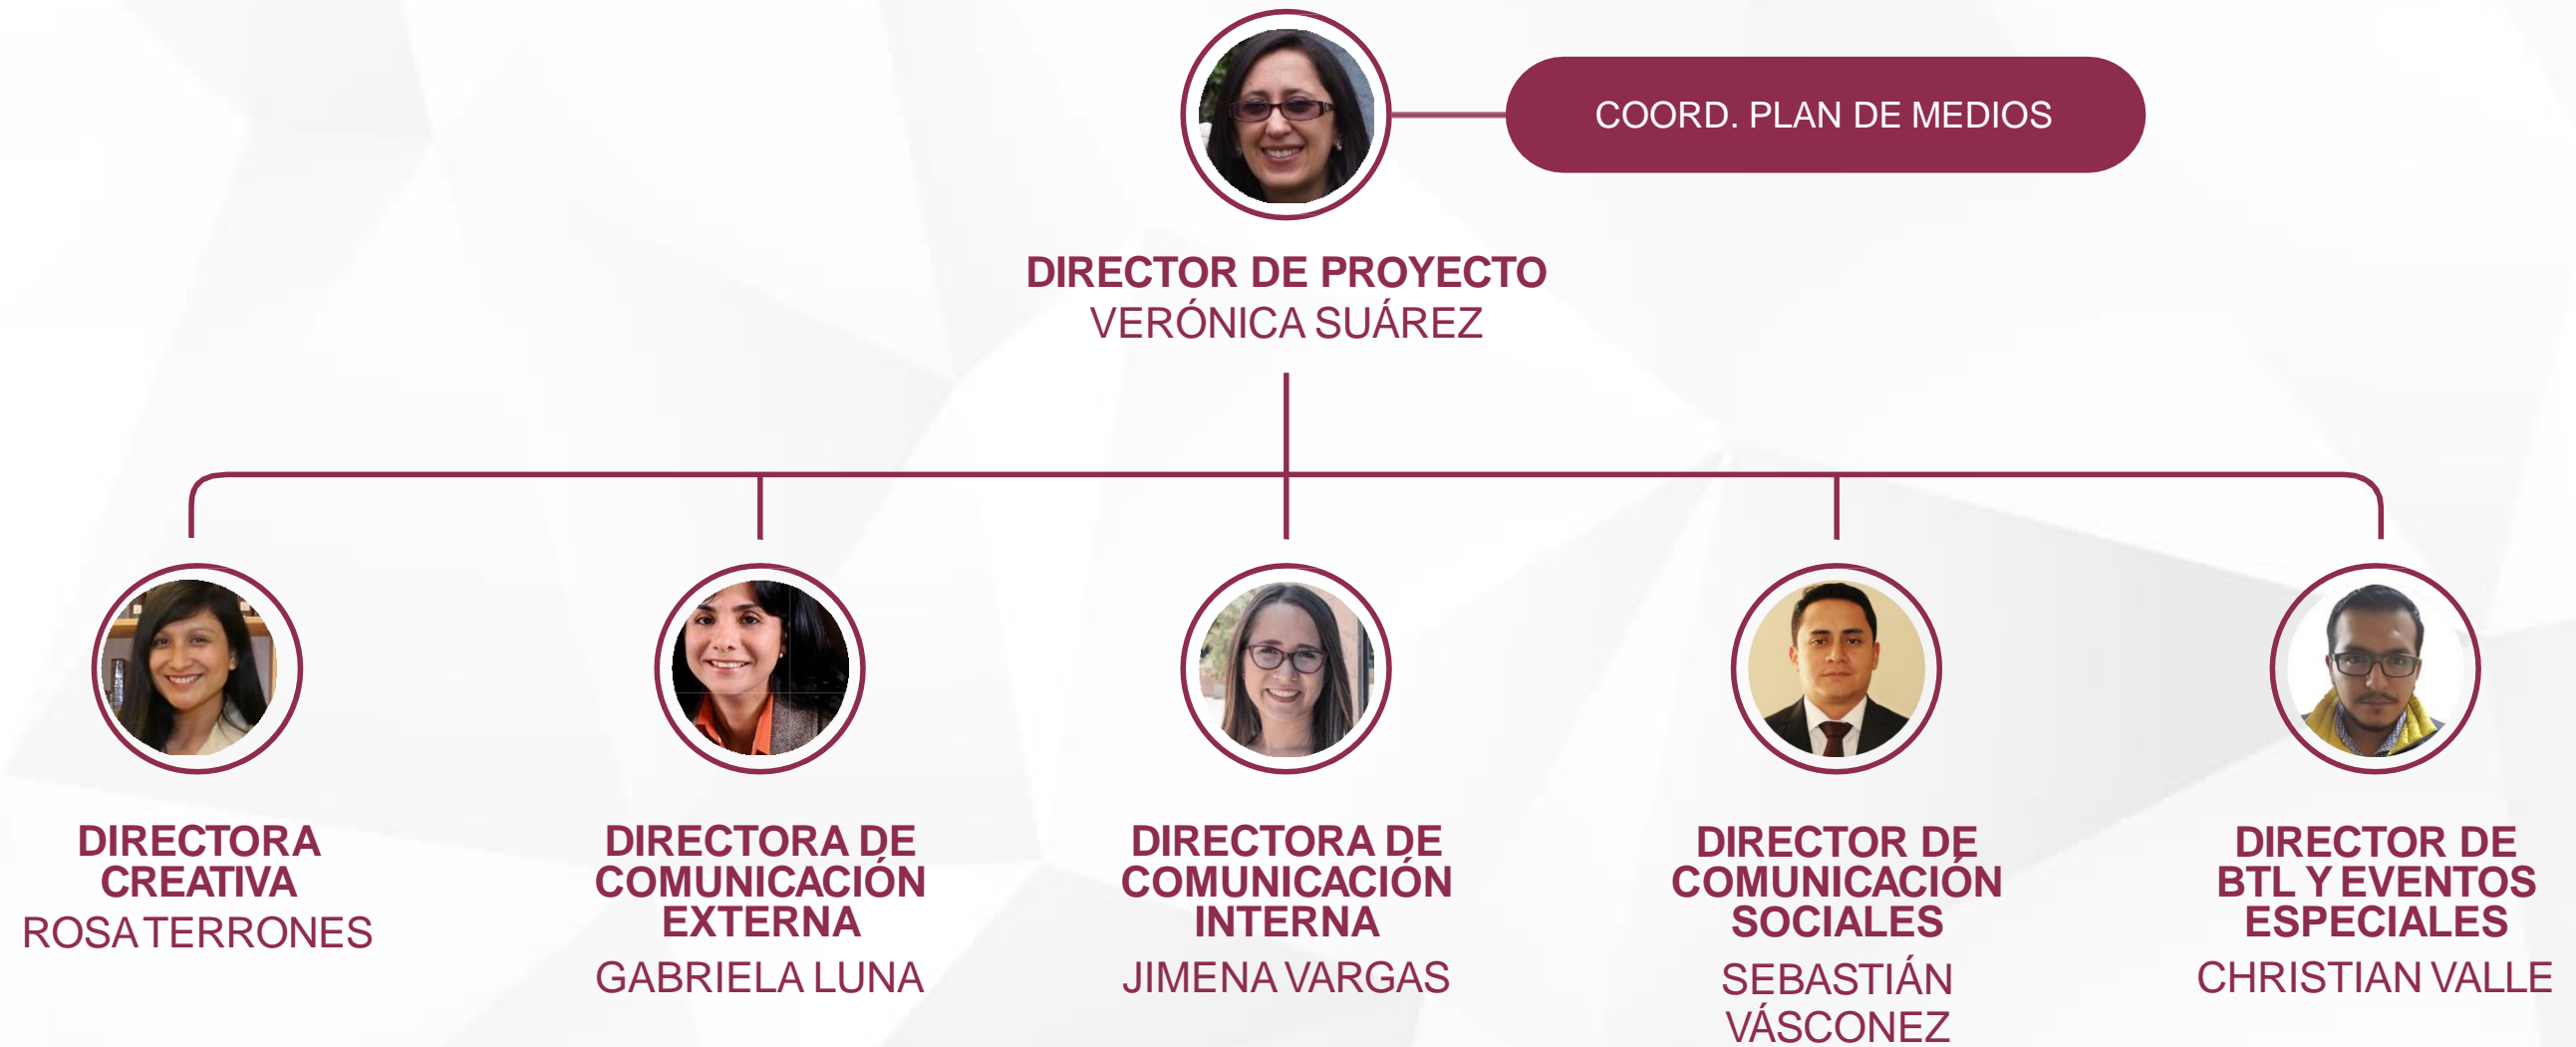 COORD. PLAN DE MEDIOS
DIRECTOR DE PROYECTO
VERÓNICA SUÁREZ
DIRECTORA
CREATIVA
ROSA TERRONES
DIRECTORA DE
COMUNICACIÓN
EXTERNA
GABRIELA LUNA
DIRECTORA DE
COMUNICACIÓN
INTERNA
JIMENA VARGAS
DIRECTOR DE
COMUNICACIÓN
SOCIALES
SEBASTIÁN
VÁSCONEZ
DIRECTOR DE
BTL Y EVENTOS
ESPECIALES
CHRISTIAN VALLE